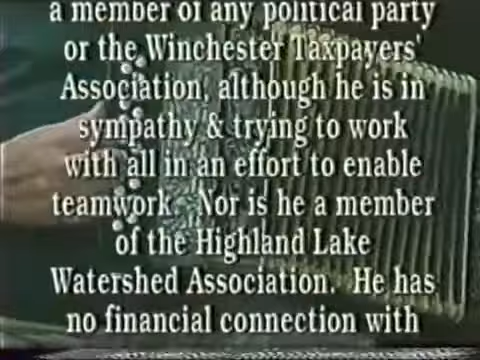 a member of any political party
or the Winchester Taxpayers'
Association, although he is in
sympathy & trying to work
with all in an effort to enable
teamwork. Nor is he a member
of the Highland Lake
Watershed Association. He has
no financial connection with